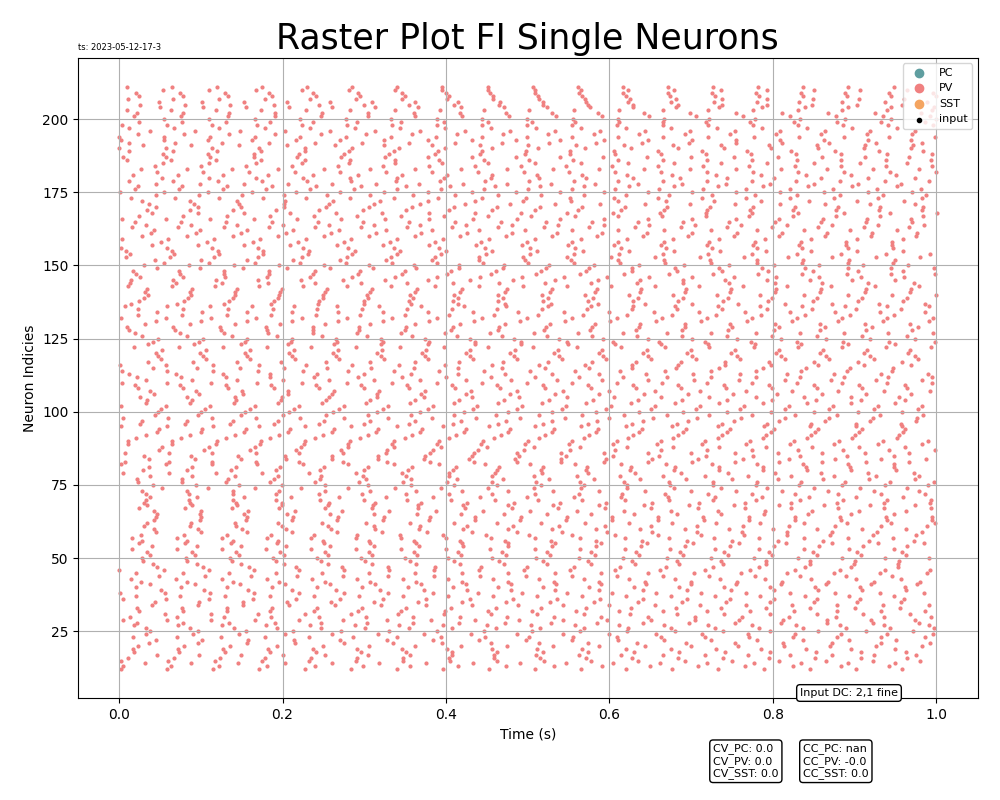 Raster Plot FI Single Neurons
ts: 2023-05-12-17-3
PC
PV
SST
input
200
175
150
125
100
75
50
25
Neuron Indicies
0.0 0.2 0.4 0.6 0.8 1.0
Time (s)
Input DC: 2,1 fine
CV_PC: 0.0
CV_PV: 0.0
CV_SST: 0.0
CC_PC: nan
CC_PV: -0.0
CC_SST: 0.0